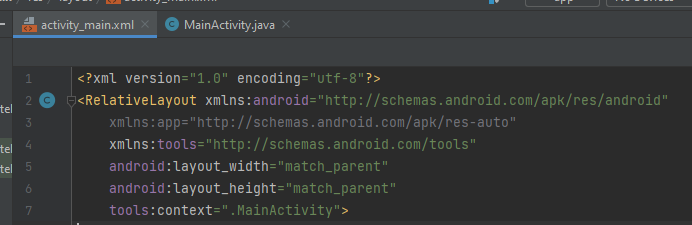 activity_main.xml
activity_main.xml MainActivity.java
1 <?xml version="1.0" encoding="utf-8"?>
2 <RelativeLayout xmlns:android="http://schemas.android.com/apk/res/android"
3 xmlns:app="http://schemas.android.com/apk/res-auto"
4 xmlns:tools="http://schemas.android.com/tools"
5 android:layout_width="match_parent"
6 android:layout_height="match_parent"
7 tools:context=".MainActivity">